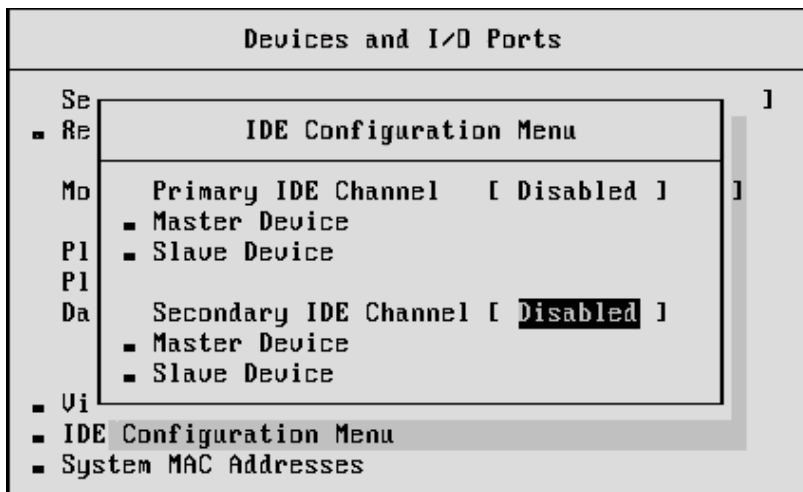 Devices and I/O Ports
Se ]
Re
IDE Configuration Menu
Mo ]
Primary IDE Channel [ Disabled ]
Master Device
Pl
Slave Device
Pl
Da
Secondary IDE Channel [ Disabled ]
Master Device
Slave Device
Vi
IDE Configuration Menu
System MAC Addresses